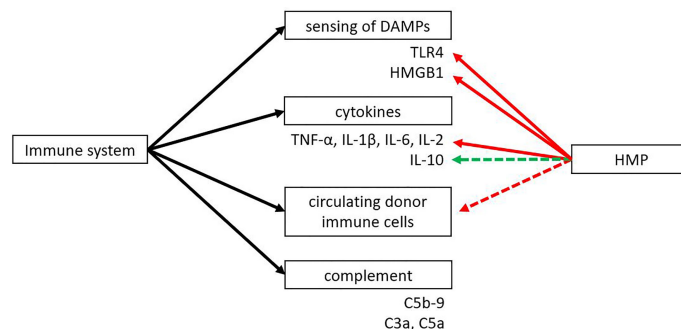 sensing of DAMPs
TLR4
HMGB1
cytokines
TNF-α, IL-1β, IL-6, IL-2
IL-10
Immune system
HMP
circulating donor
immune cells
complement
C5b-9
C3a, C5a